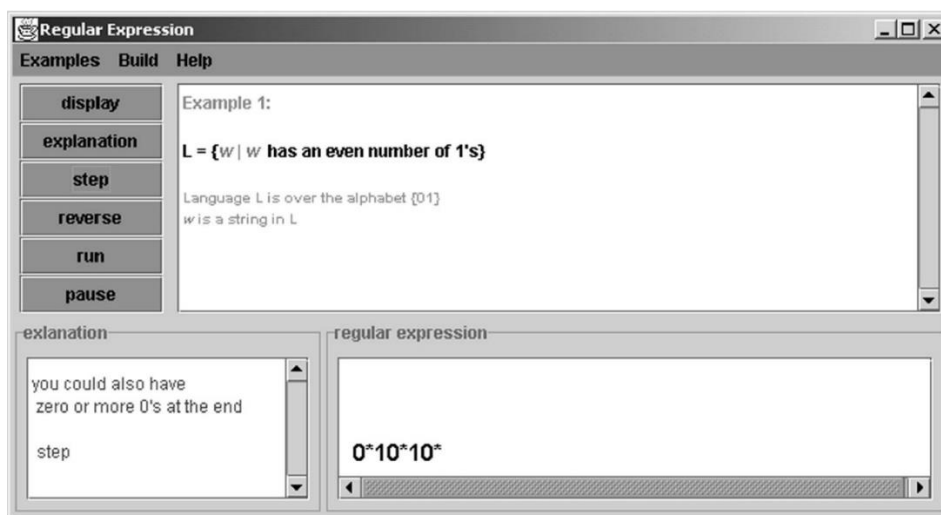 Regular Expression
Examples Build Help
display
explanation
step
reverse
run
pause
Example 1:
L = {w | w has an even number of 1's}
Language L is over the alphabet {01}
w is a string in L
exlanation
you could also have
zero or more 0's at the end
step
regular expression
0*10*10*